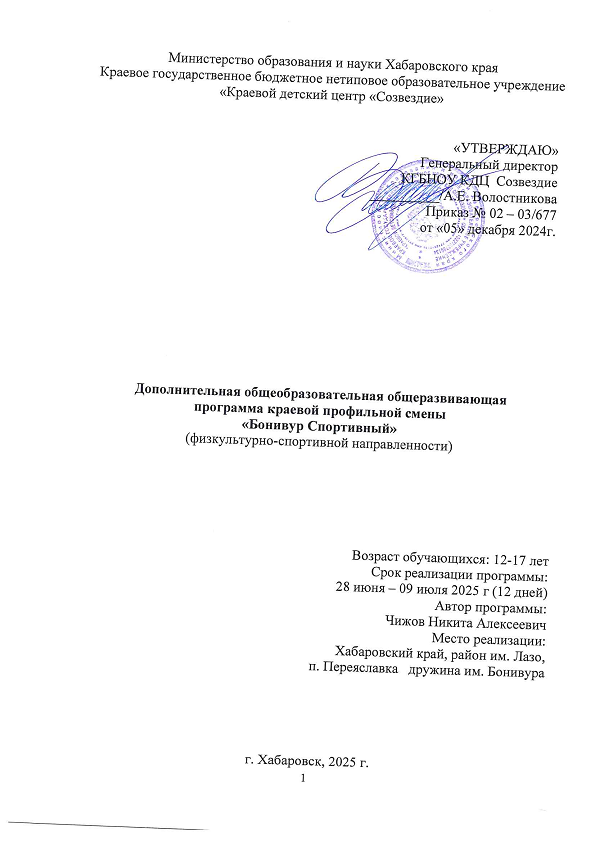 Министерство образования и науки Хабаровского края
Краевое государственное бюджетное нетиповое образовательное учреждение
«Краевой детский центр «Созвездие»
«УТВЕРЖДАЮ»
Генеральный директор
КГБНОУ КДЦ Созвездие
__________/А.Е. Волостникова
Приказ № 02 – 03/677
от «05» декабря 2024г.
Дополнительная общеобразовательная общеразвивающая
программа краевой профильной смены
«Бонивур Спортивный»
(физкультурно-спортивной направленности)
Возраст обучающихся: 12-17 лет
Срок реализации программы:
28 июня – 09 июля 2025 г (12 дней)
Автор программы:
Чижов Никита Алексеевич
Место реализации:
Хабаровский край, район им. Лазо,
п. Переяславка дружина им. Бонивура
г. Хабаровск, 2025 г.
1